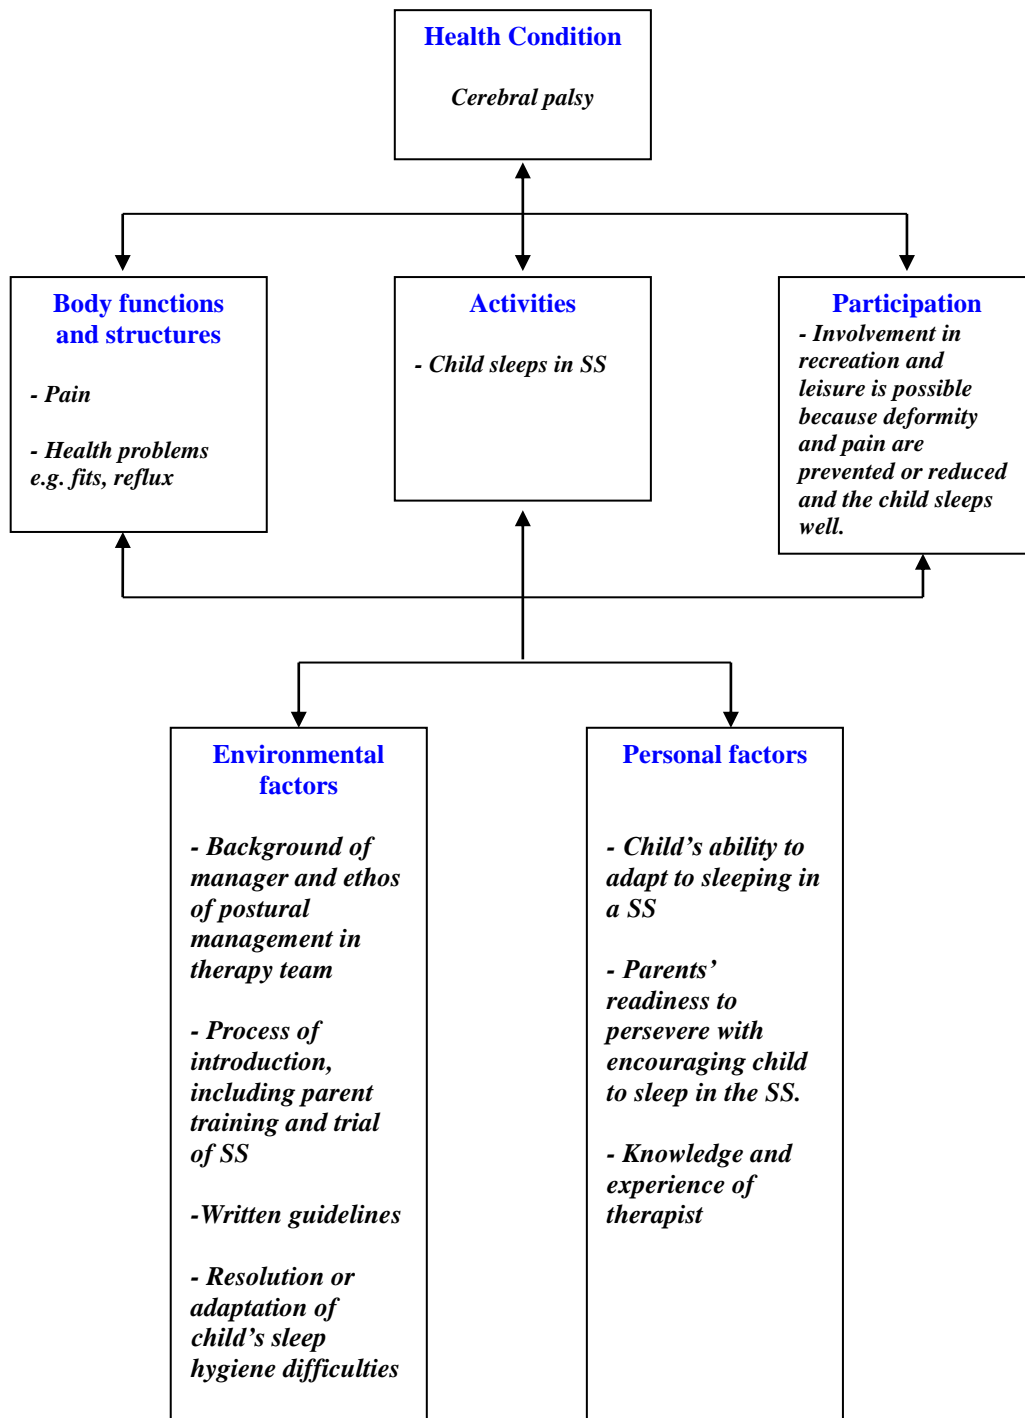 Health Condition
Cerebral palsy
Body functions
and structures
- Pain
- Health problems
e.g. fits, reflux
Activities
- Child sleeps in SS
Participation
- Involvement in
recreation and
leisure is possible
because deformity
and pain are
prevented or reduced
and the child sleeps
well.
Environmental
factors
- Background of
manager and ethos
of postural
management in
therapy team
- Process of
introduction,
including parent
training and trial
of SS
-Written guidelines
- Resolution or
adaptation of
child’s sleep
hygiene difficulties
Personal factors
- Child’s ability to
adapt to sleeping in
a SS
- Parents’
readiness to
persevere with
encouraging child
to sleep in the SS.
- Knowledge and
experience of
therapist